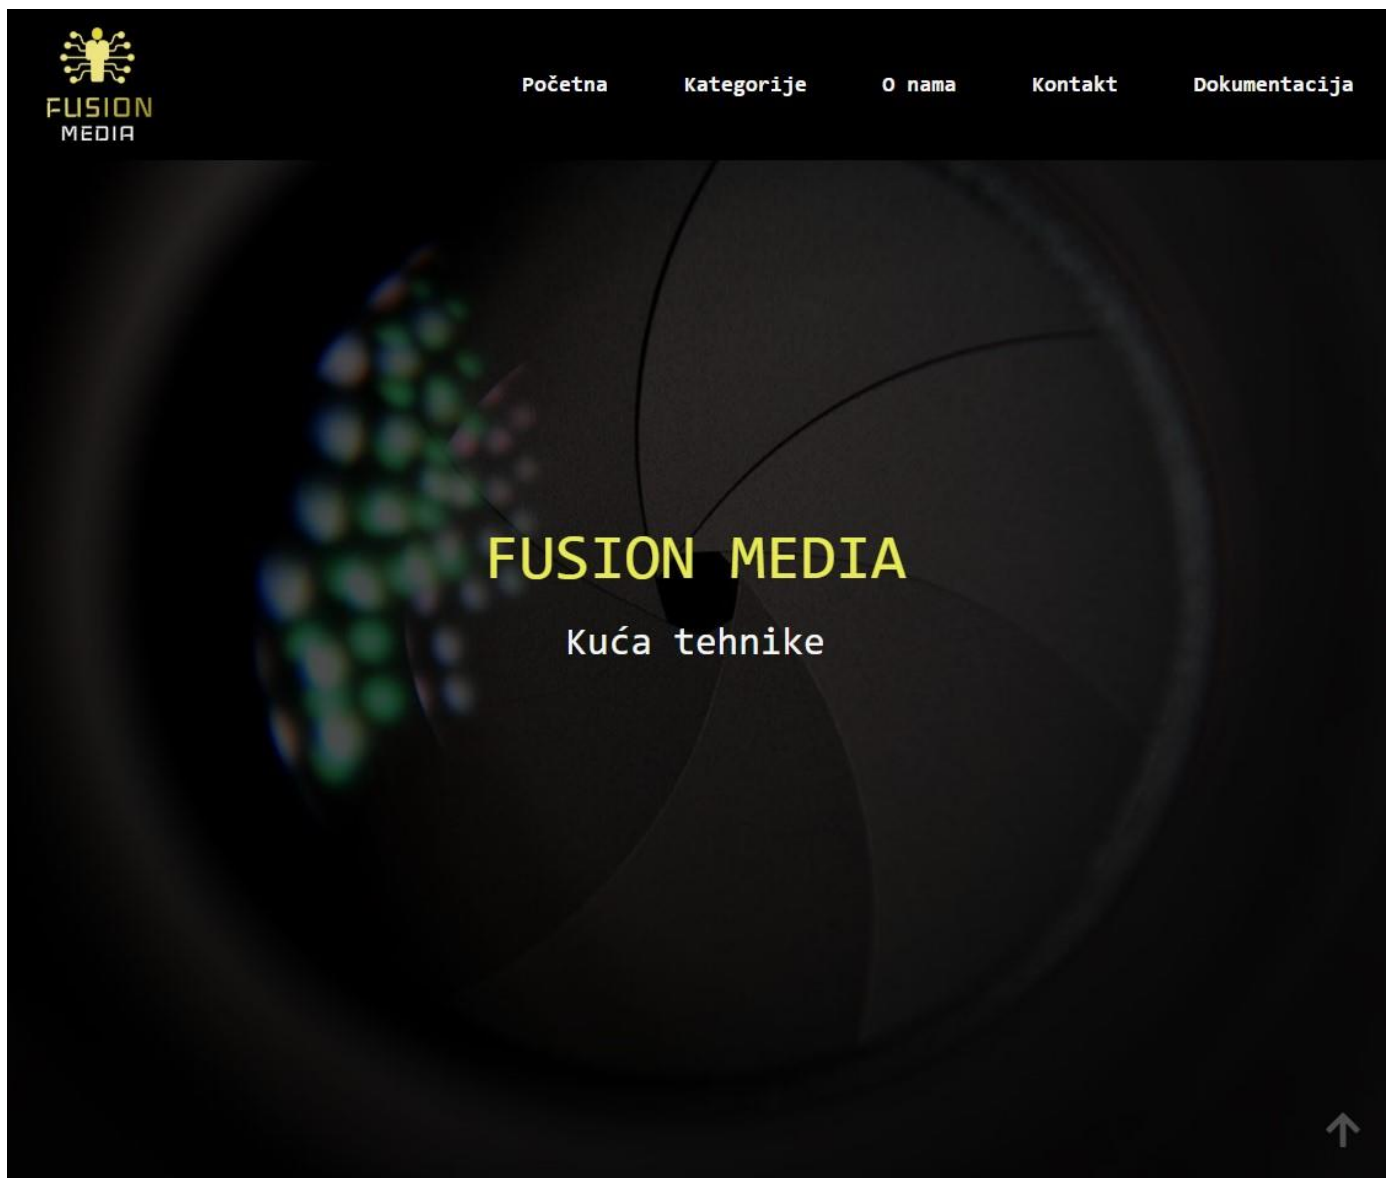 FUSION
MEDIA
Početna Kategorije O nama Kontakt Dokumentacija
FUSION MEDIA
Kuća tehnike